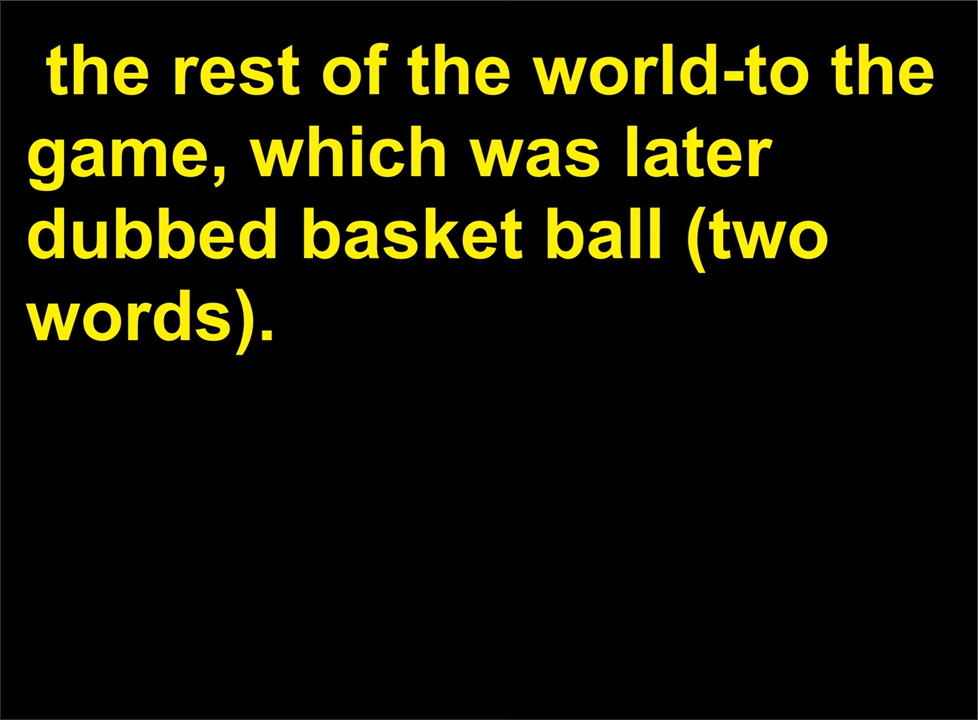 the rest of the world-to the
game, which was later
dubbed basket ball (two
words).